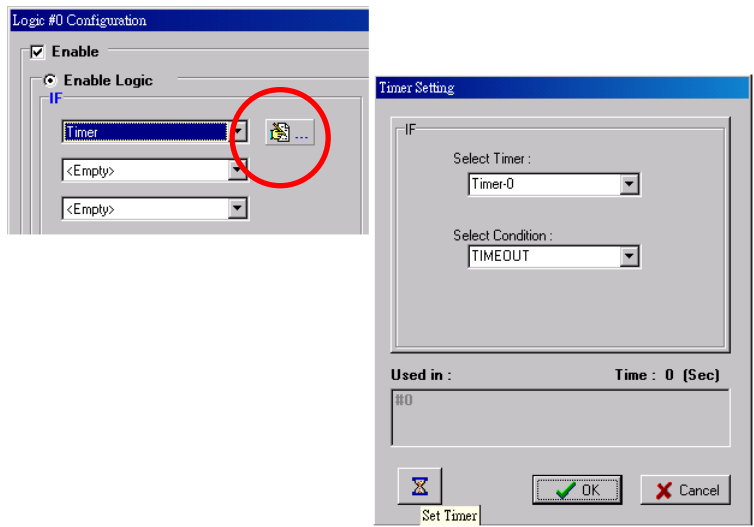 Logic #0 Configuration
Enable
Enable Logic
IF
Timer
...
<Empty>
<Empty>
Timer Setting
IF
Select Timer :
Timer-0
Select Condition :
TIMEOUT
Used in :
Time : 0 (Sec)
#0
OK
Cancel
Set Timer